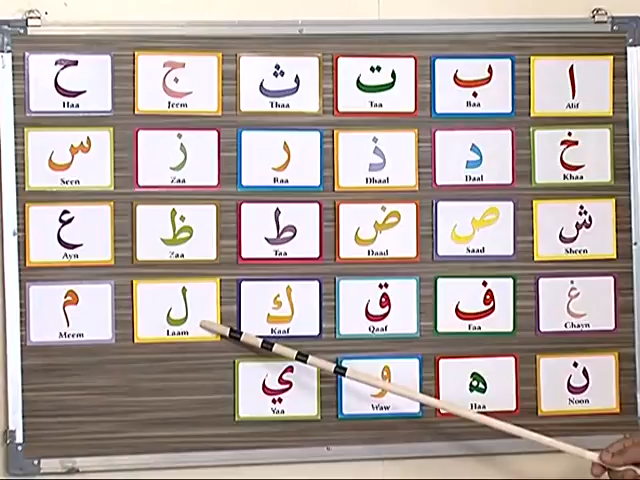 ا ب ت ث ج ح
Alif Baa Taa Thaa Jeem Haa
خ د ذ ر ز س
Khaa Daal Dhaal Raa Zaa Seen
ش ص ض ط ظ ع
Sheen Saad Daad Taa Zaa Ayn
غ ف ق ك ل م
Ghayn Faa Qaaf Kaaf Laam Meem
ن ه و ي
Noon Haa Waw Yaa